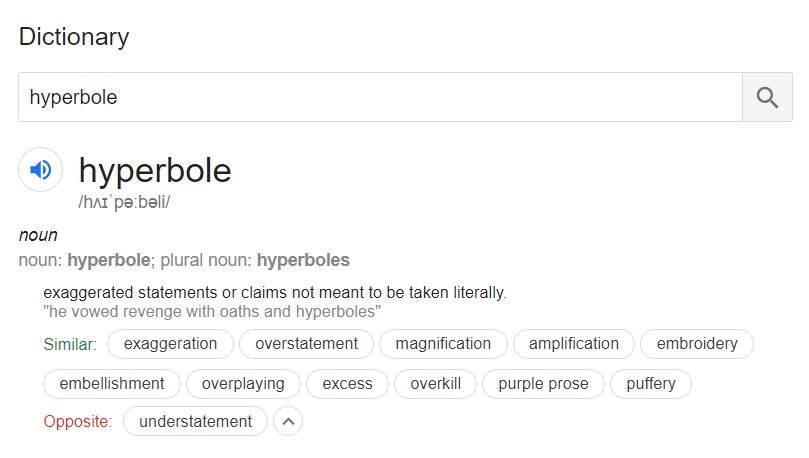 Dictionary
hyperbole
hyperbole
/hʌɪˈpəːbəli/
noun
noun: hyperbole; plural noun: hyperboles
exaggerated statements or claims not meant to be taken literally.
"he vowed revenge with oaths and hyperboles"
Similar: exaggeration overstatement magnification amplification embroidery
embellishment overplaying excess overkill purple prose puffery
Opposite: understatement